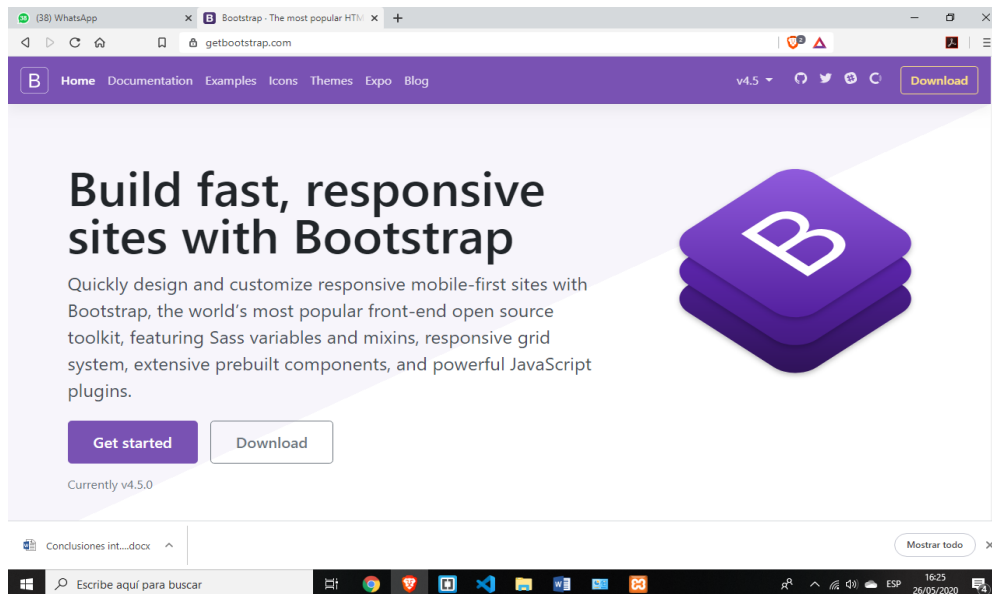 (38) WhatsApp
Bootstrap · The most popular HTM
getbootstrap.com
2
B
Home Documentation Examples Icons Themes Expo Blog
v4.5
Download
Build fast, responsive
sites with Bootstrap
Quickly design and customize responsive mobile-first sites with
Bootstrap, the world's most popular front-end open source
toolkit, featuring Sass variables and mixins, responsive grid
system, extensive prebuilt components, and powerful JavaScript
plugins.
B
Get started
Download
Currently v4.5.0
Conclusiones int....docx
Mostrar todo
Escribe aquí para buscar
ESP
16:25
26/05/2020
4